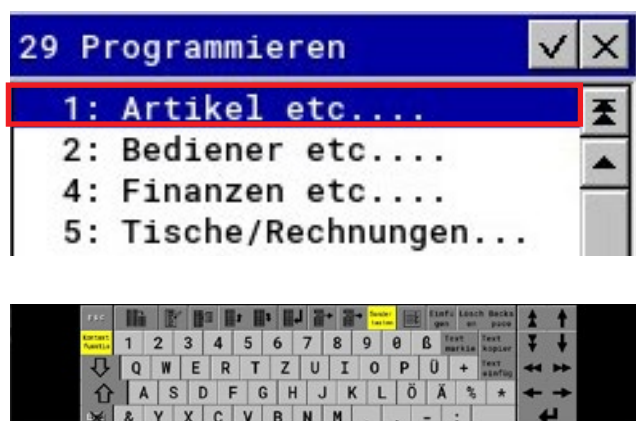 29 Programmieren
1: Artikel etc....
2: Bediener etc....
4: Finanzen etc....
5: Tische/Rechnungen...
ESC Sonder tasten Einfü gen Lösch en Backs pace
Kontext Funktio 1 2 3 4 5 6 7 8 9 0 ß Text markie Text kopier
Q W E R T Z U I O P Ü + Text einfüg
A S D F G H J K L Ö Ä % *
& Y X C V B N M , . - :